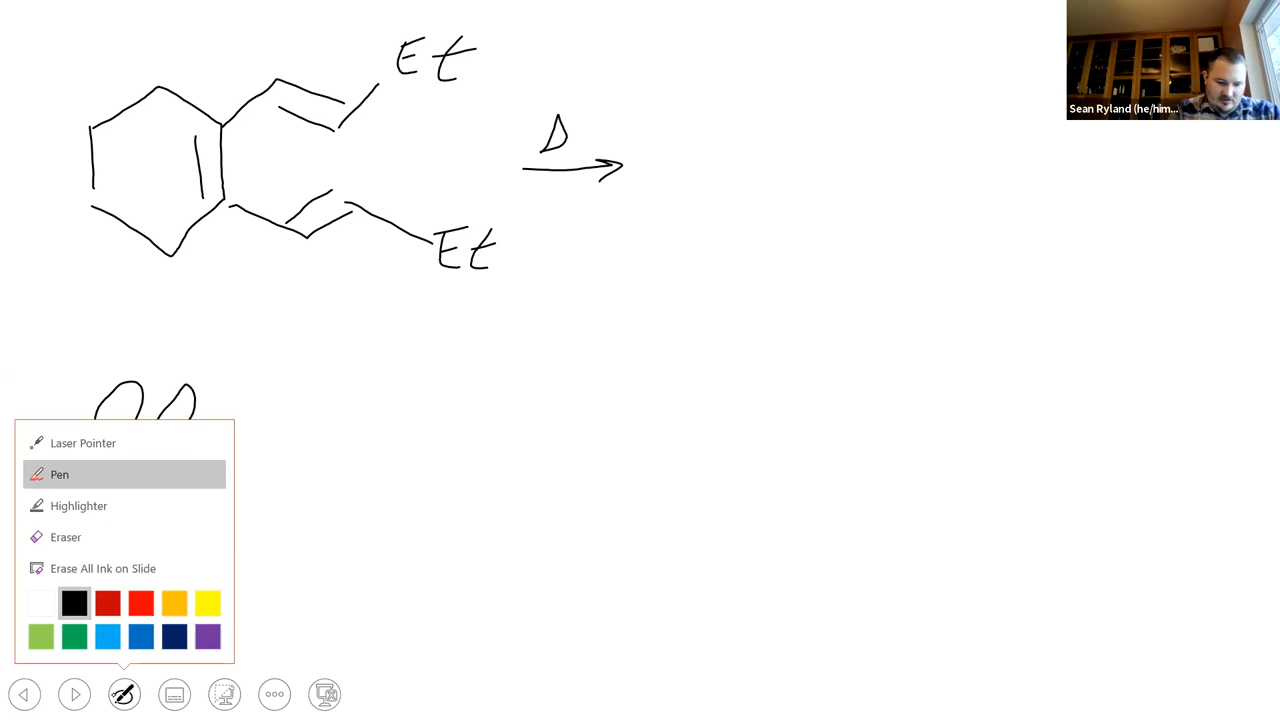 Et
Δ
Et
Sean Ryland (he/him...
Laser Pointer
Pen
Highlighter
Eraser
Erase All Ink on Slide